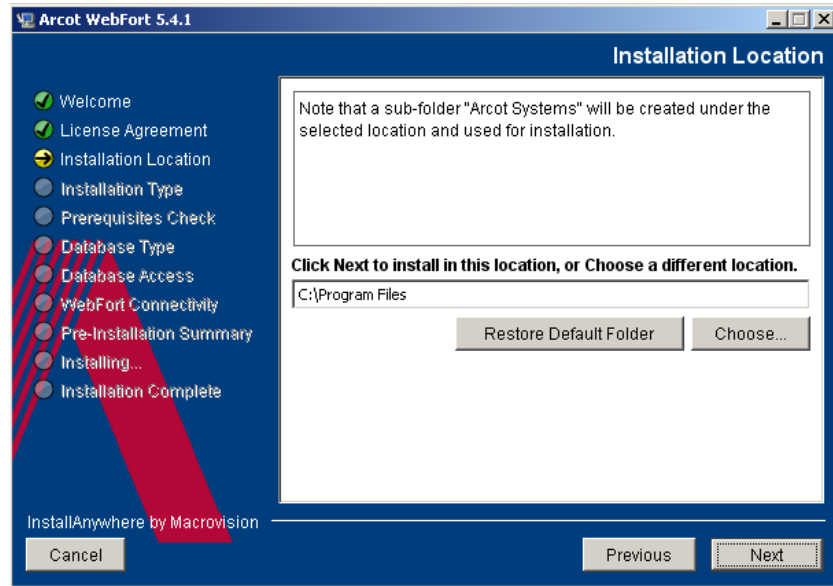 Arcot WebFort 5.4.1
Installation Location
Welcome
License Agreement
Installation Location
Installation Type
Prerequisites Check
Database Type
Database Access
WebFort Connectivity
Pre-Installation Summary
Installing...
Installation Complete
Note that a sub-folder "Arcot Systems" will be created under the
selected location and used for installation.
Click Next to install in this location, or Choose a different location.
C:\Program Files
Restore Default Folder
Choose...
InstallAnywhere by Macrovision
Cancel
Previous
Next